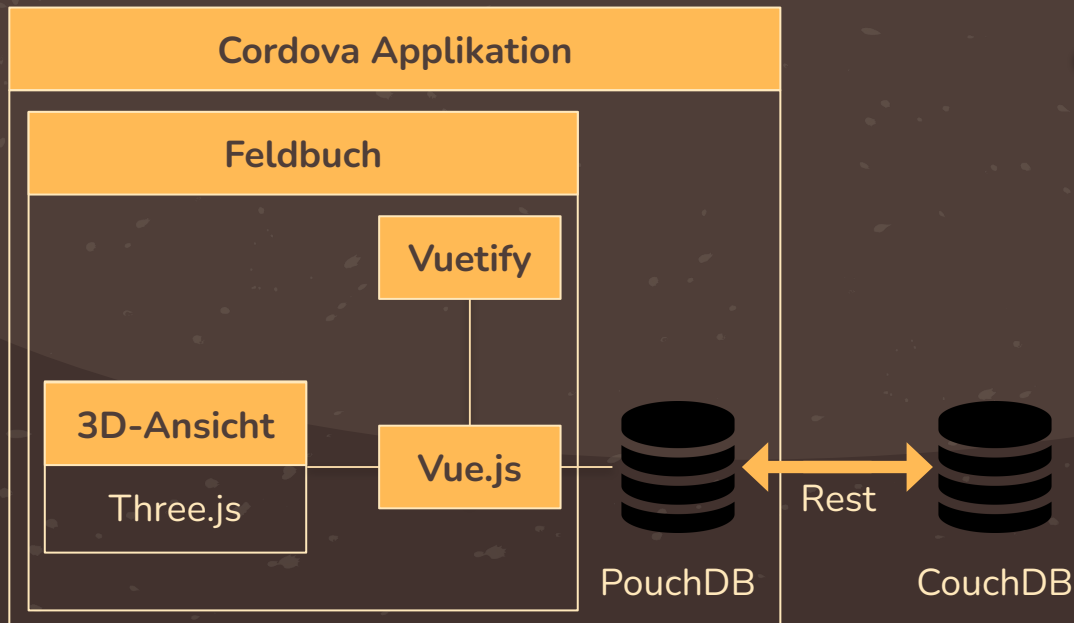 Cordova Applikation
Feldbuch
Vuetify
3D-Ansicht
Three.js
Vue.js
Rest
PouchDB
CouchDB